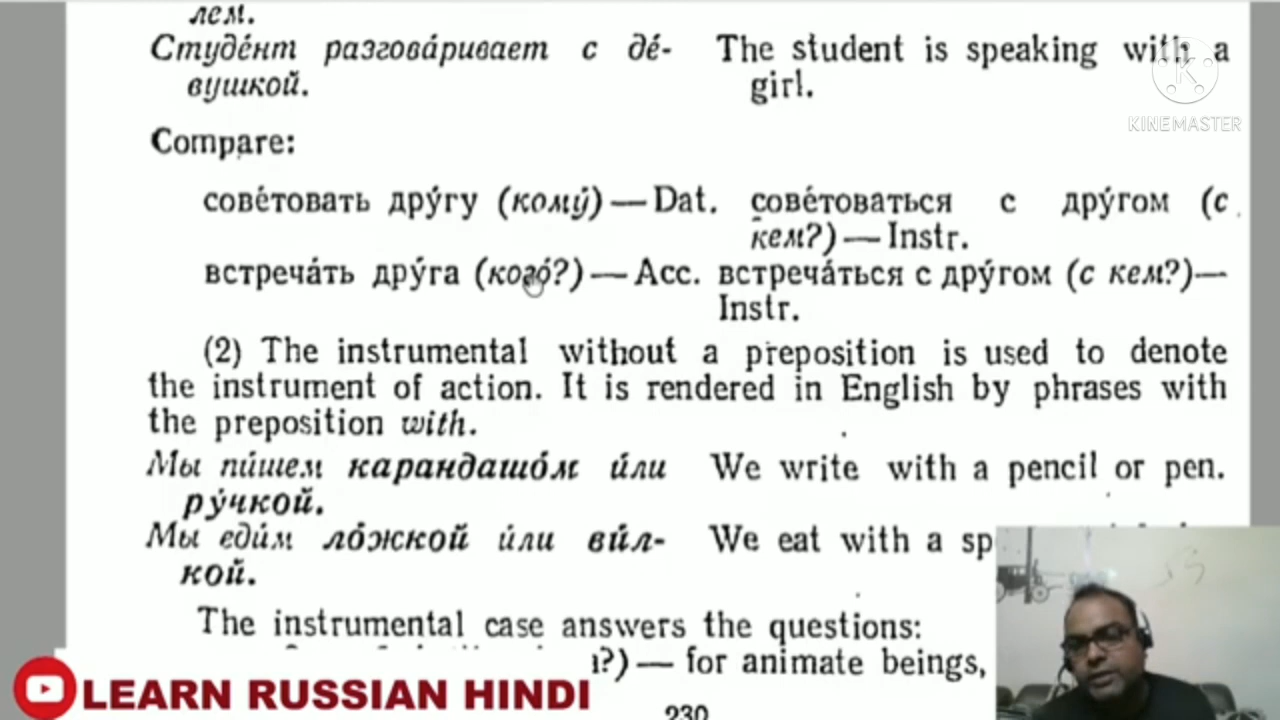 лем.
Студе́нт разгова́ривает с де́- The student is speaking with a
вушкой. girl.
KINEMASTER
Compare:
сове́товать дру́гу (кому́) — Dat. сове́товаться с дру́гом (с
кем?) — Instr.
встреча́ть дру́га (кого́?) — Acc. встреча́ться с дру́гом (с кем?) —
Instr.
(2) The instrumental without a preposition is used to denote
the instrument of action. It is rendered in English by phrases with
the preposition with.
Мы пи́шем карандашо́м и́ли We write with a pencil or pen.
ру́чкой.
Мы еди́м ло́жкой и́ли ви́л- We eat with a
кой.
The instrumental case answers the questions:
— for animate beings,
LEARN RUSSIAN HINDI
230